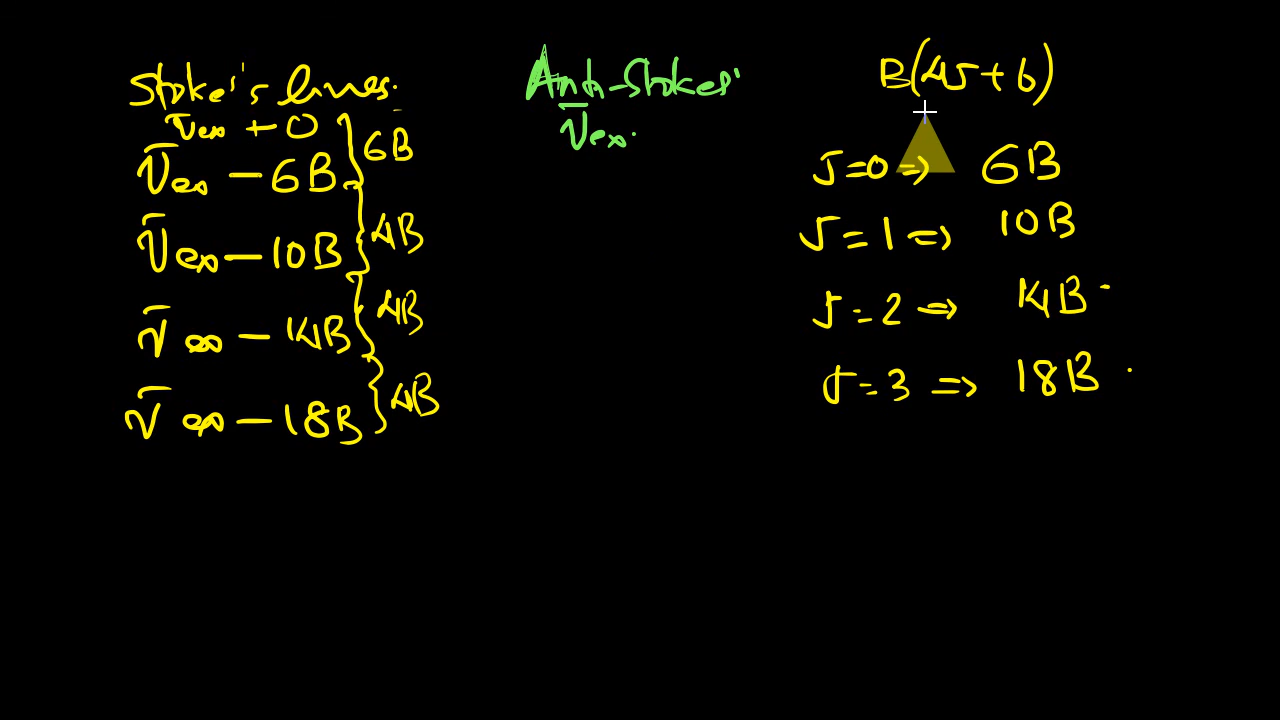 Stoke's lines.
ν̄ex + 0
ν̄ex − 6B
6B
ν̄ex − 10B
4B
ν̄ex − 14B
4B
ν̄ex − 18B
4B
Anti-Stokes'
ν̄ex.
B(4J+6)
J=0 ⇒ 6B
J=1 ⇒ 10B
J=2 ⇒ 14B
J=3 ⇒ 18B